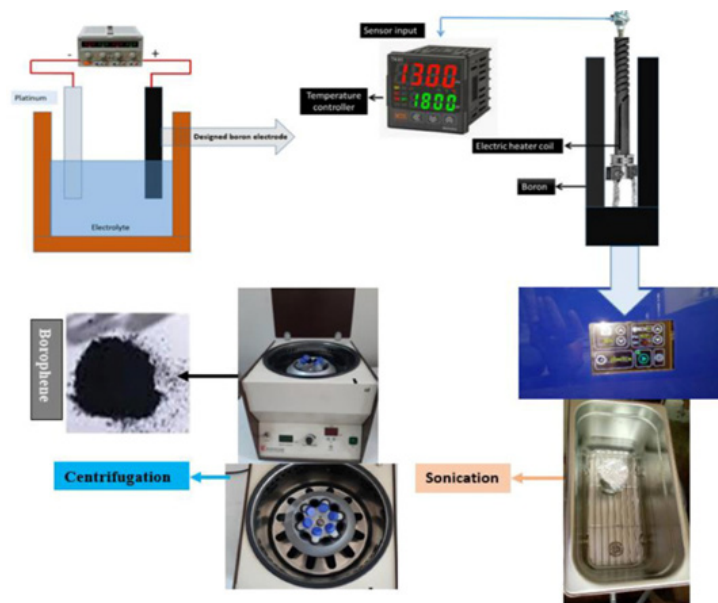 -
+
Platinum
Designed boron electrode
Electrolyte
Sensor input
Temperature
controller
1300
1800
Electric heater coil
Boron
Borophene
Centrifugation
Sonication